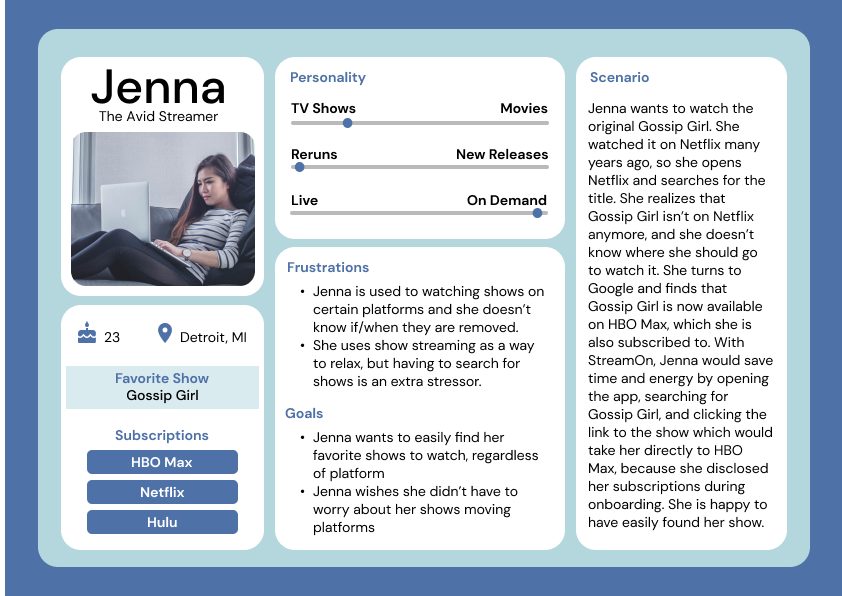 Jenna
The Avid Streamer
23
Detroit, MI
Favorite Show
Gossip Girl
Subscriptions
HBO Max
Netflix
Hulu
Personality
TV Shows Movies
Reruns New Releases
Live On Demand
Frustrations
• Jenna is used to watching shows on
certain platforms and she doesn't
know if/when they are removed.
• She uses show streaming as a way
to relax, but having to search for
shows is an extra stressor.
Goals
• Jenna wants to easily find her
favorite shows to watch, regardless
of platform
• Jenna wishes she didn't have to
worry about her shows moving
platforms
Scenario
Jenna wants to watch the
original Gossip Girl. She
watched it on Netflix many
years ago, so she opens
Netflix and searches for the
title. She realizes that
Gossip Girl isn't on Netflix
anymore, and she doesn't
know where she should go
to watch it. She turns to
Google and finds that
Gossip Girl is now available
on HBO Max, which she is
also subscribed to. With
StreamOn, Jenna would save
time and energy by opening
the app, searching for
Gossip Girl, and clicking the
link to the show which would
take her directly to HBO
Max, because she disclosed
her subscriptions during
onboarding. She is happy to
have easily found her show.